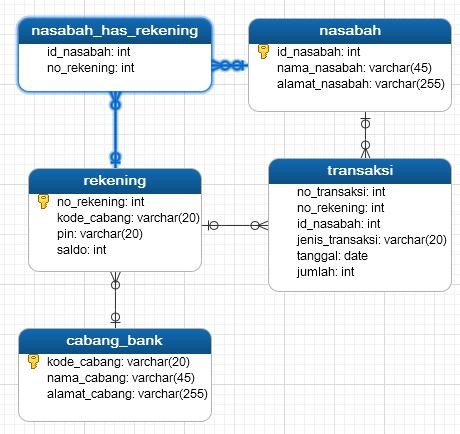 nasabah_has_rekening
id_nasabah: int
no_rekening: int
nasabah
id_nasabah: int
nama_nasabah: varchar(45)
alamat_nasabah: varchar(255)
rekening
no_rekening: int
kode_cabang: varchar(20)
pin: varchar(20)
saldo: int
transaksi
no_transaksi: int
no_rekening: int
id_nasabah: int
jenis_transaksi: varchar(20)
tanggal: date
jumlah: int
cabang_bank
kode_cabang: varchar(20)
nama_cabang: varchar(45)
alamat_cabang: varchar(255)